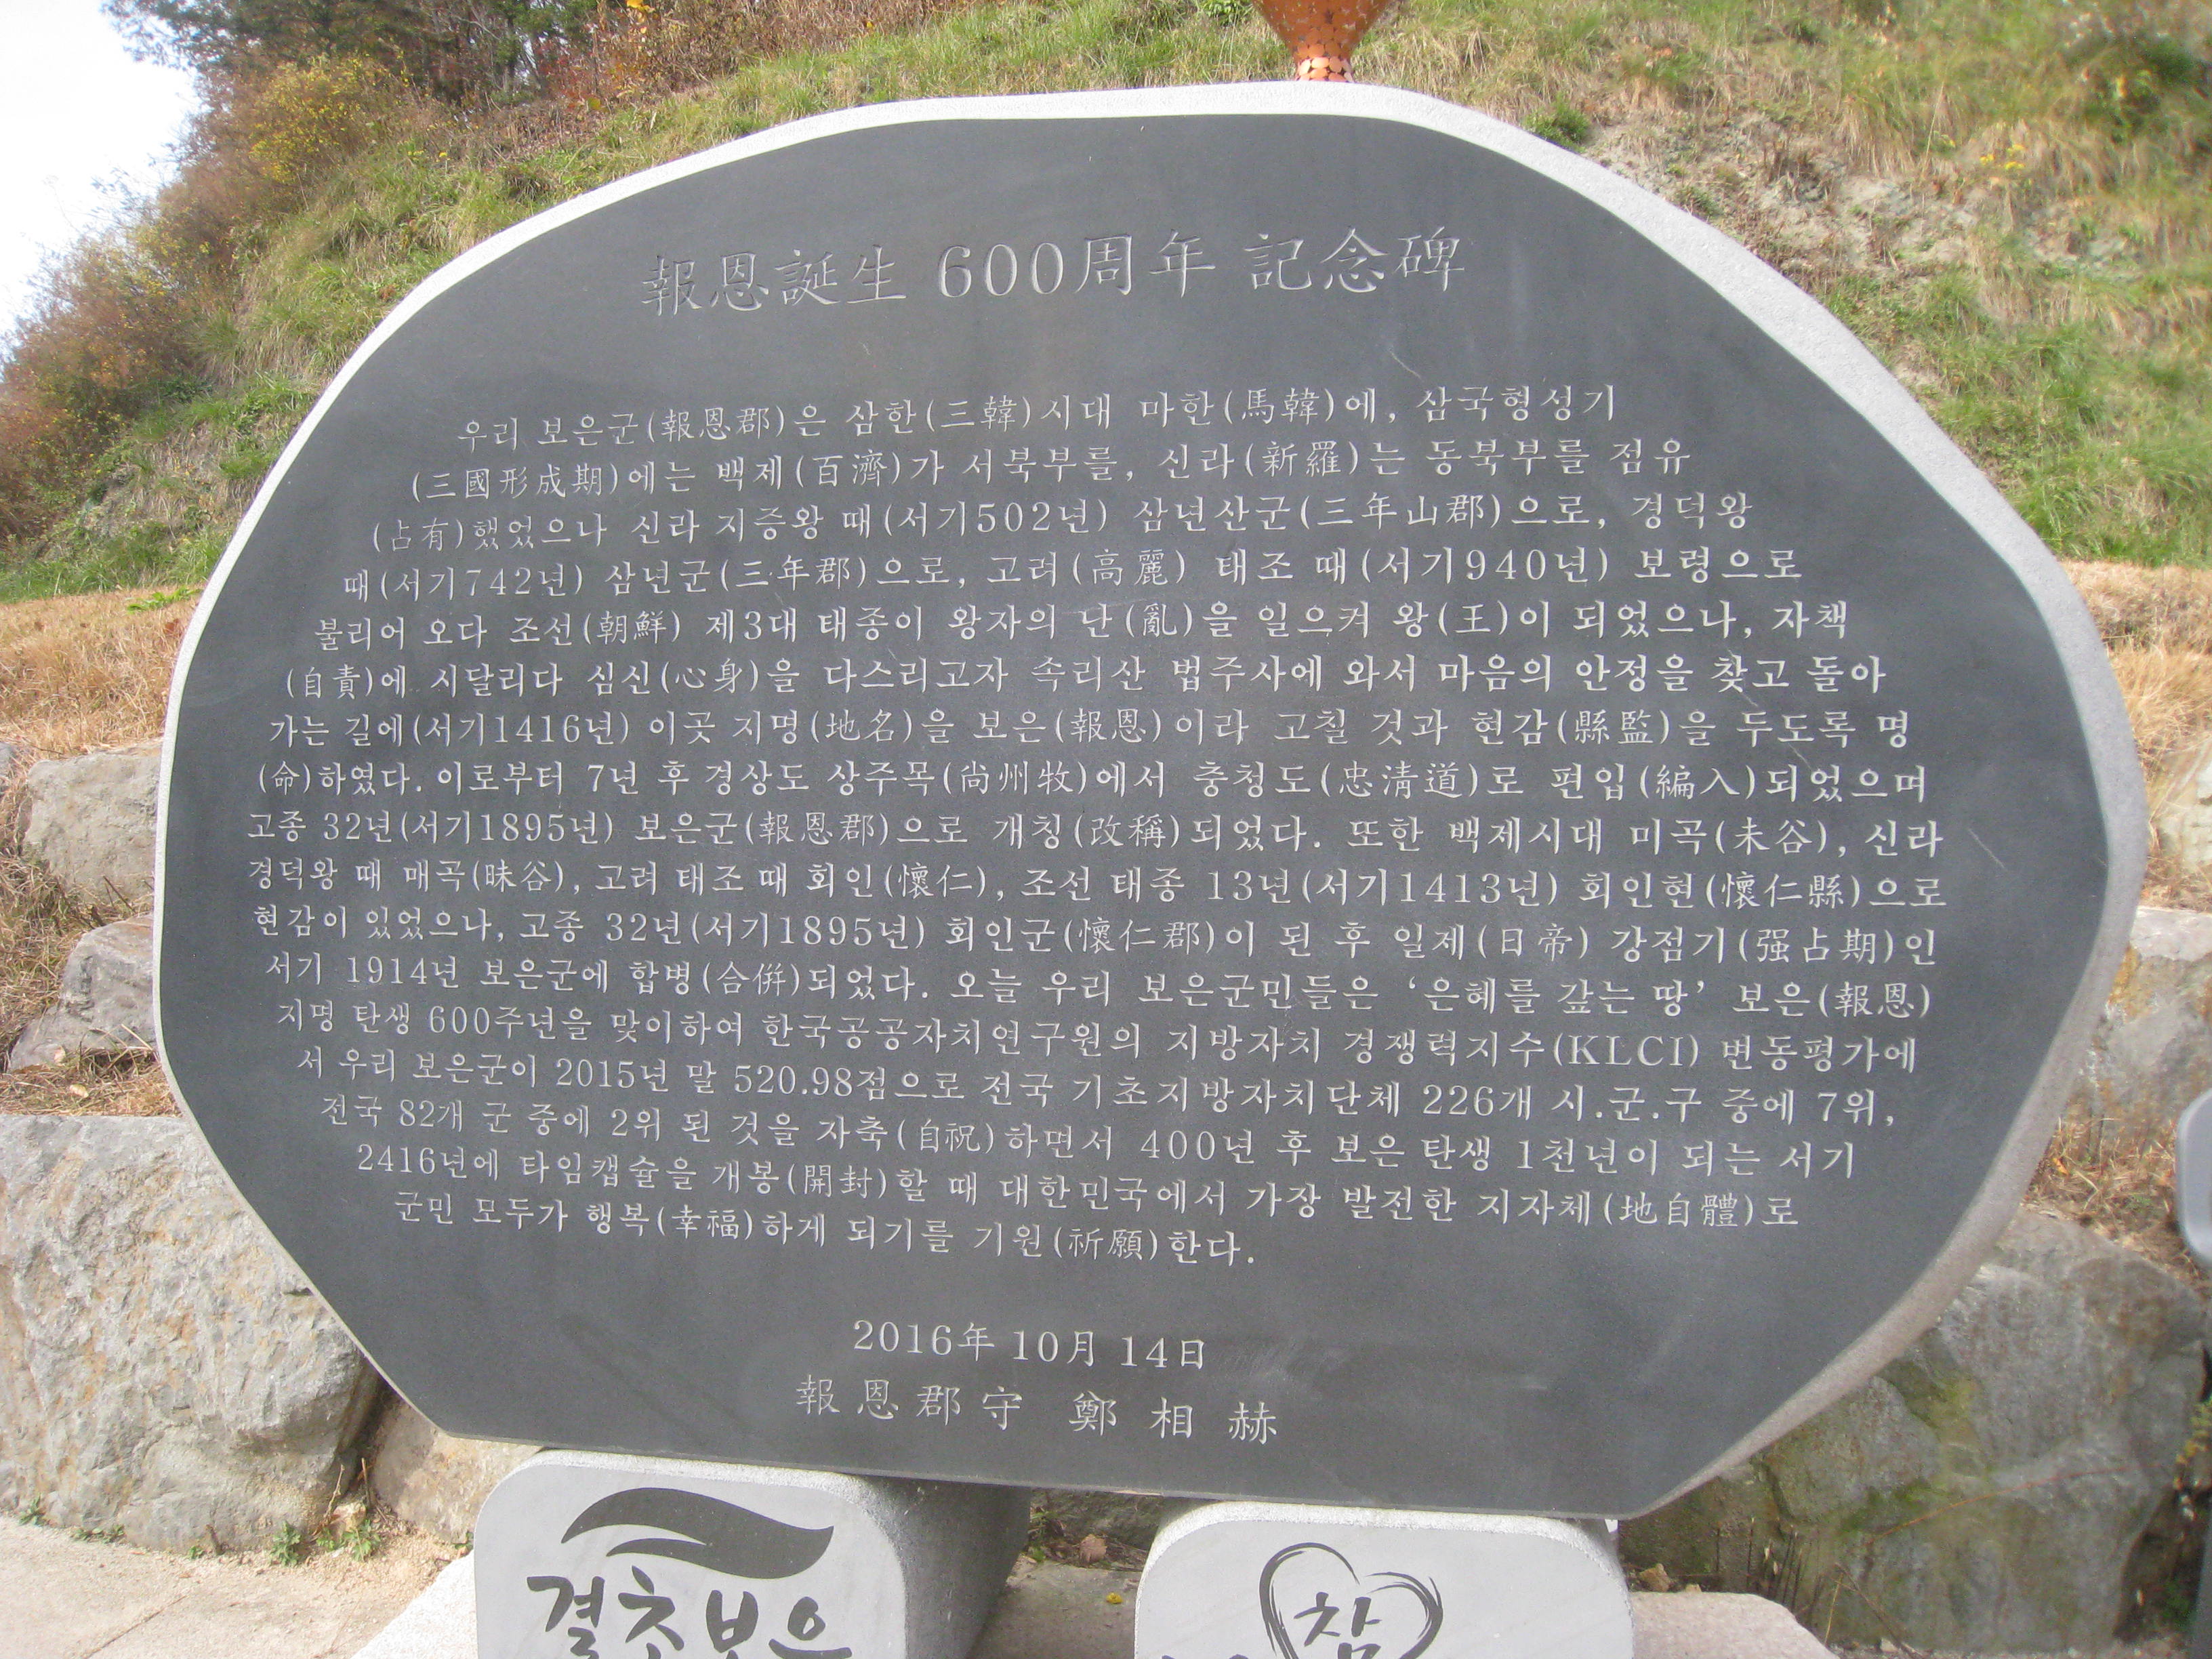 報恩誕生 600周年 記念碑
우리 보은군(報恩郡)은 삼한(三韓)시대 마한(馬韓)에, 삼국형성기
(三國形成期)에는 백제(百濟)가 서북부를, 신라(新羅)는 동북부를 점유
(占有)했었으나 신라 지증왕 때(서기502년) 삼년산군(三年山郡)으로, 경덕왕
때(서기742년) 삼년군(三年郡)으로, 고려(高麗) 태조 때(서기940년) 보령으로
불리어 오다 조선(朝鮮) 제3대 태종이 왕자의 난(亂)을 일으켜 왕(王)이 되었으나, 자책
(自責)에 시달리다 심신(心身)을 다스리고자 속리산 법주사에 와서 마음의 안정을 찾고 돌아
가는 길에(서기1416년) 이곳 지명(地名)을 보은(報恩)이라 고칠 것과 현감(縣監)을 두도록 명
(命)하였다. 이로부터 7년 후 경상도 상주목(尚州牧)에서 충청도(忠淸道)로 편입(編入)되었으며
고종 32년(서기1895년) 보은군(報恩郡)으로 개칭(改稱)되었다. 또한 백제시대 미곡(未谷), 신라
경덕왕 때 매곡(昧谷), 고려 태조 때 회인(懷仁), 조선 태종 13년(서기1413년) 회인현(懷仁縣)으로
현감이 있었으나, 고종 32년(서기1895년) 회인군(懷仁郡)이 된 후 일제(日帝) 강점기(强占期)인
서기 1914년 보은군에 합병(合倂)되었다. 오늘 우리 보은군민들은 ‘은혜를 갚는 땅’ 보은(報恩)
지명 탄생 600주년을 맞이하여 한국공공자치연구원의 지방자치 경쟁력지수(KLCI) 변동평가에
서 우리 보은군이 2015년 말 520.98점으로 전국 기초지방자치단체 226개 시.군.구 중에 7위,
전국 82개 군 중에 2위 된 것을 자축(自祝)하면서 400년 후 보은 탄생 1천년이 되는 서기
2416년에 타임캡슐을 개봉(開封)할 때 대한민국에서 가장 발전한 지자체(地自體)로
군민 모두가 행복(幸福)하게 되기를 기원(祈願)한다.
2016年 10月 14日
報恩郡守 鄭相赫
결초보은
참